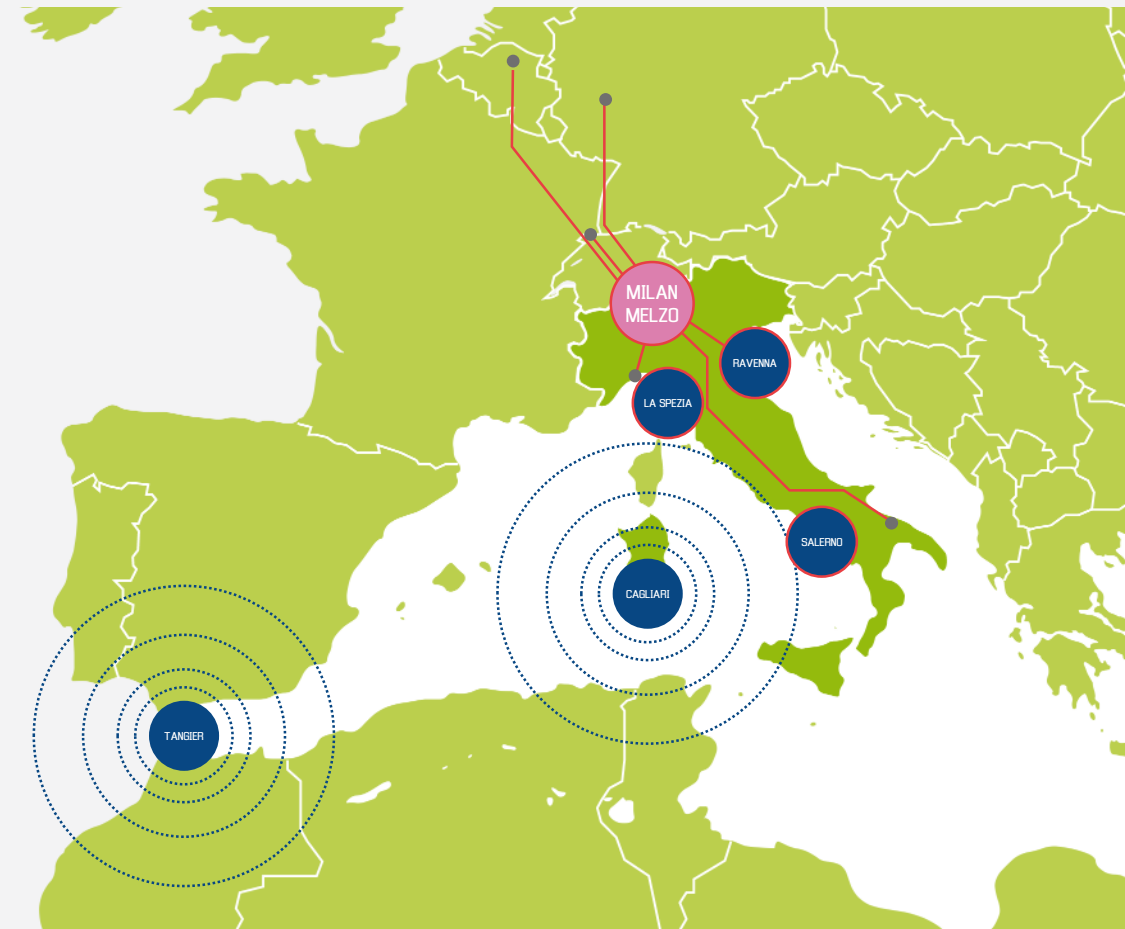 MILAN
MELZO
RAVENNA
LA SPEZIA
SALERNO
CAGLIARI
TANGIER